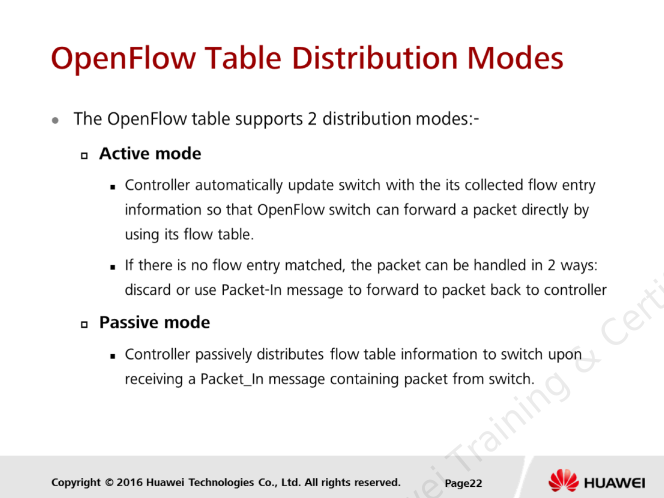 OpenFlow Table Distribution Modes
The OpenFlow table supports 2 distribution modes:-
Active mode
Controller automatically update switch with the its collected flow entry
information so that OpenFlow switch can forward a packet directly by
using its flow table.
If there is no flow entry matched, the packet can be handled in 2 ways:
discard or use Packet-In message to forward to packet back to controller
Passive mode
Controller passively distributes flow table information to switch upon
receiving a Packet_In message containing packet from switch.
Training &
Copyright © 2016 Huawei Technologies Co., Ltd. All rights reserved.
Page22
HUAWEI